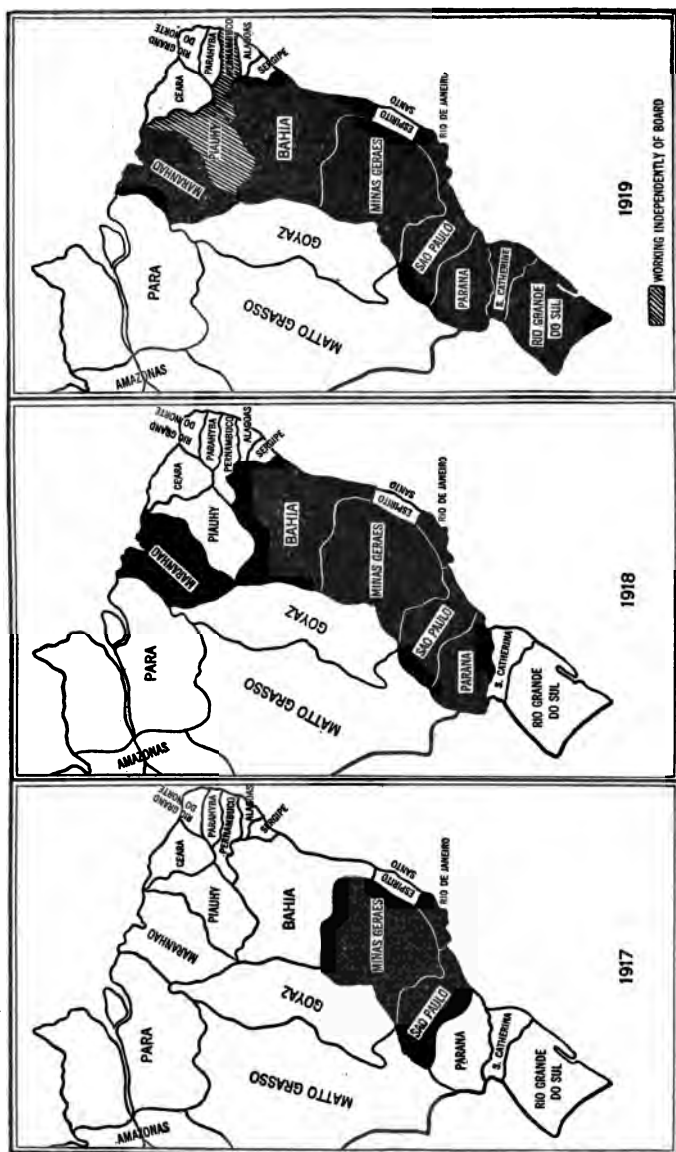 AMAZONAS
PARA
MARANHAO
CEARA
RIO GRAND
DO NORTE
PARAHYBA
PERNAMBUCO
ALAGOAS
SERGIPE
PIAUHY
BAHIA
GOYAZ
MATTO GRASSO
MINAS GERAES
ESPIRITO
SANTO
RIO DE JANEIRO
SAO PAULO
PARANA
S. CATHERINA
RIO GRANDE
DO SUL
1917
AMAZONAS
PARA
MARANHAO
CEARA
RIO GRAND
DO NORTE
PARAHYBA
PERNAMBUCO
ALAGOAS
SERGIPE
PIAUHY
BAHIA
GOYAZ
MATTO GRASSO
MINAS GERAES
ESPIRITO
SANTO
RIO DE JANEIRO
SAO PAULO
PARANA
S. CATHERINA
RIO GRANDE
DO SUL
1918
AMAZONAS
PARA
MARANHAO
CEARA
RIO GRAND
DO NORTE
PARAHYBA
PERNAMBUCO
ALAGOAS
SERGIPE
PIAUHY
BAHIA
GOYAZ
MATTO GRASSO
MINAS GERAES
ESPIRITO
SANTO
RIO DE JANEIRO
SAO PAULO
PARANA
S. CATHERINE
RIO GRANDE
DO SUL
1919
WORKING INDEPENDENTLY OF BOARD